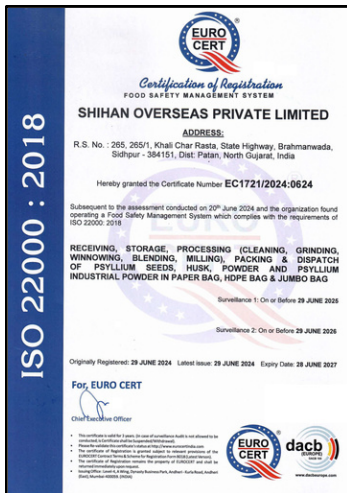 EURO
CERT
Certification of Registration
FOOD SAFETY MANAGEMENT SYSTEM
SHIHAN OVERSEAS PRIVATE LIMITED
ADDRESS:
R.S. No. : 265, 265/1, Khali Char Rasta, State Highway, Brahmanwada,
Sidhpur - 384151, Dist: Patan, North Gujarat, India
Hereby granted the Certificate Number EC1721/2024:0624
Subsequent to the assessment conducted on 20th June 2024 and the organization found
operating a Food Safety Management System which complies with the requirements of
ISO 22000: 2018
RECEIVING, STORAGE, PROCESSING (CLEANING, GRINDING,
WINNOWING, BLENDING, MILLING), PACKING & DISPATCH
OF PSYLLIUM SEEDS, HUSK, POWDER AND PSYLLIUM
INDUSTRIAL POWDER IN PAPER BAG, HDPE BAG & JUMBO BAG
Surveillance 1: On or Before 29 JUNE 2025
Surveillance 2: On or Before 29 JUNE 2026
Originally Registered: 29 JUNE 2024 Latest Issue: 29 JUNE 2024 Expiry Date: 28 JUNE 2027
For, EURO CERT
Chief Executive Officer
ISO 22000 : 2018
EURO
CERT
dacb
(EUROPE)